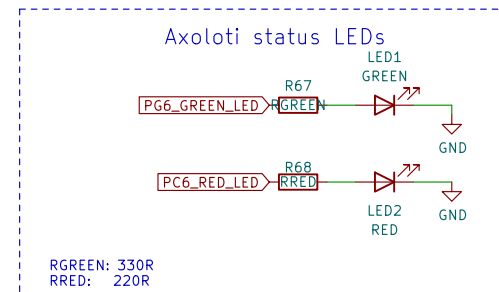 Axoloti status LEDs
LED1
GREEN
R67
PG6_GREEN_LED
RGREEN
GND
R68
PC6_RED_LED
RRED
LED2
RED
GND
RGREEN: 330R
RRED: 220R